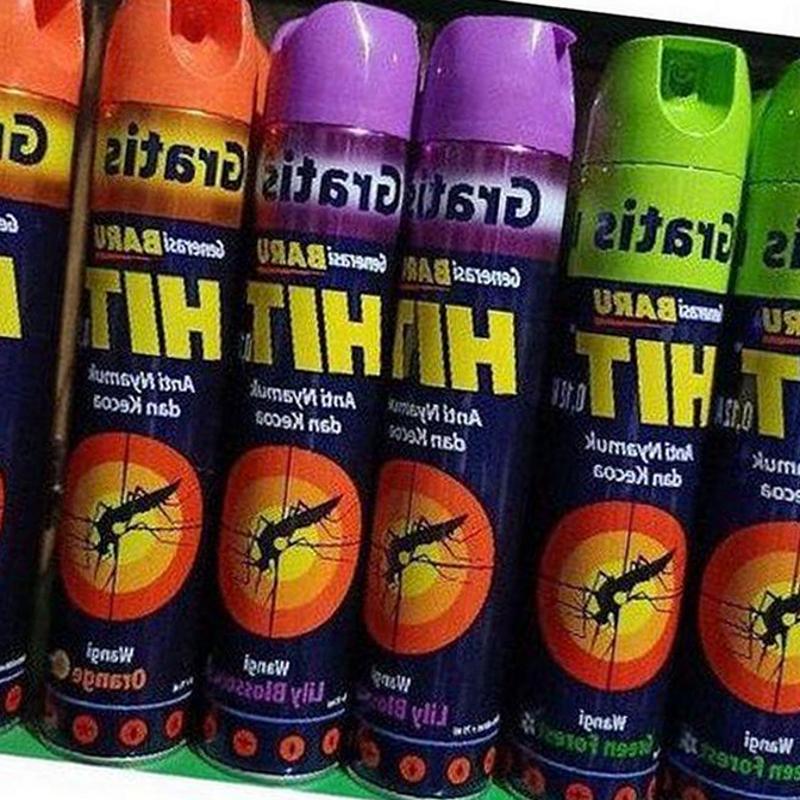 Gratis
Generasi BARU
HIT
Anti Nyamuk
dan Kecoa
Wangi
Orange
Gratis
Generasi BARU
HIT
Anti Nyamuk
dan Kecoa
Wangi
Lily Blossom
Gratis
Generasi BARU
HIT
Anti Nyamuk
dan Kecoa
Wangi
Lily
Gratis
Generasi BARU
HIT
Anti Nyamuk
dan Kecoa
Wangi
Green Forest
Wangi
Green Forest